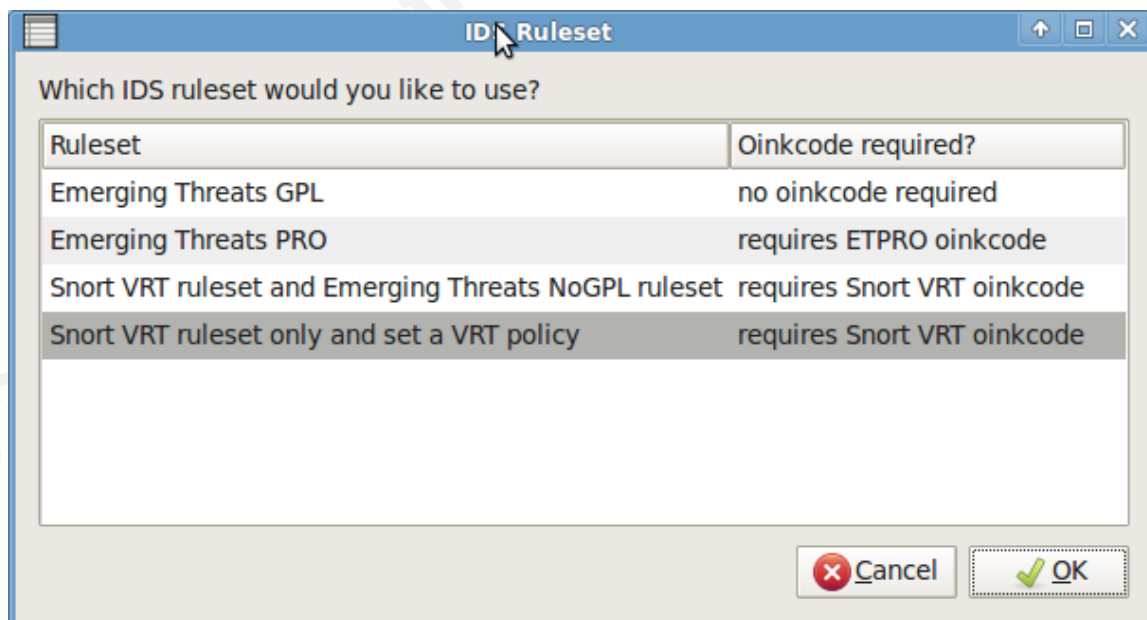 IDS Ruleset
Which IDS ruleset would you like to use?
Ruleset Oinkcode required?
Emerging Threats GPL no oinkcode required
Emerging Threats PRO requires ETPRO oinkcode
Snort VRT ruleset and Emerging Threats NoGPL ruleset requires Snort VRT oinkcode
Snort VRT ruleset only and set a VRT policy requires Snort VRT oinkcode
Cancel OK